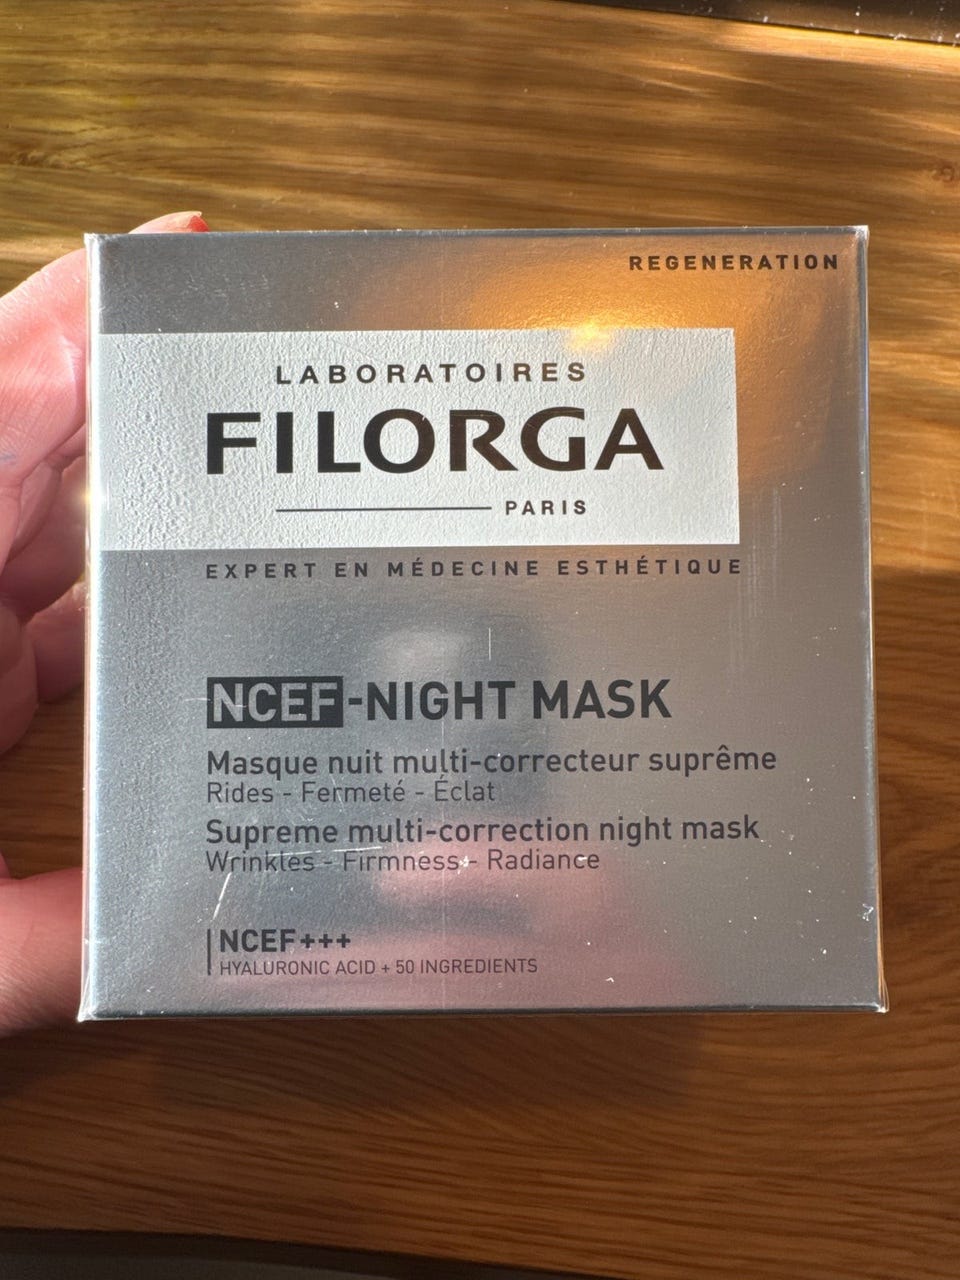 REGENERATION
LABORATOIRES
FILORGA
PARIS
EXPERT EN MÉDECINE ESTHÉTIQUE
NCEF-NIGHT MASK
Masque nuit multi-correcteur suprême
Rides - Fermeté - Éclat
Supreme multi-correction night mask
Wrinkles - Firmness - Radiance
NCEF+++
HYALURONIC ACID + 50 INGREDIENTS